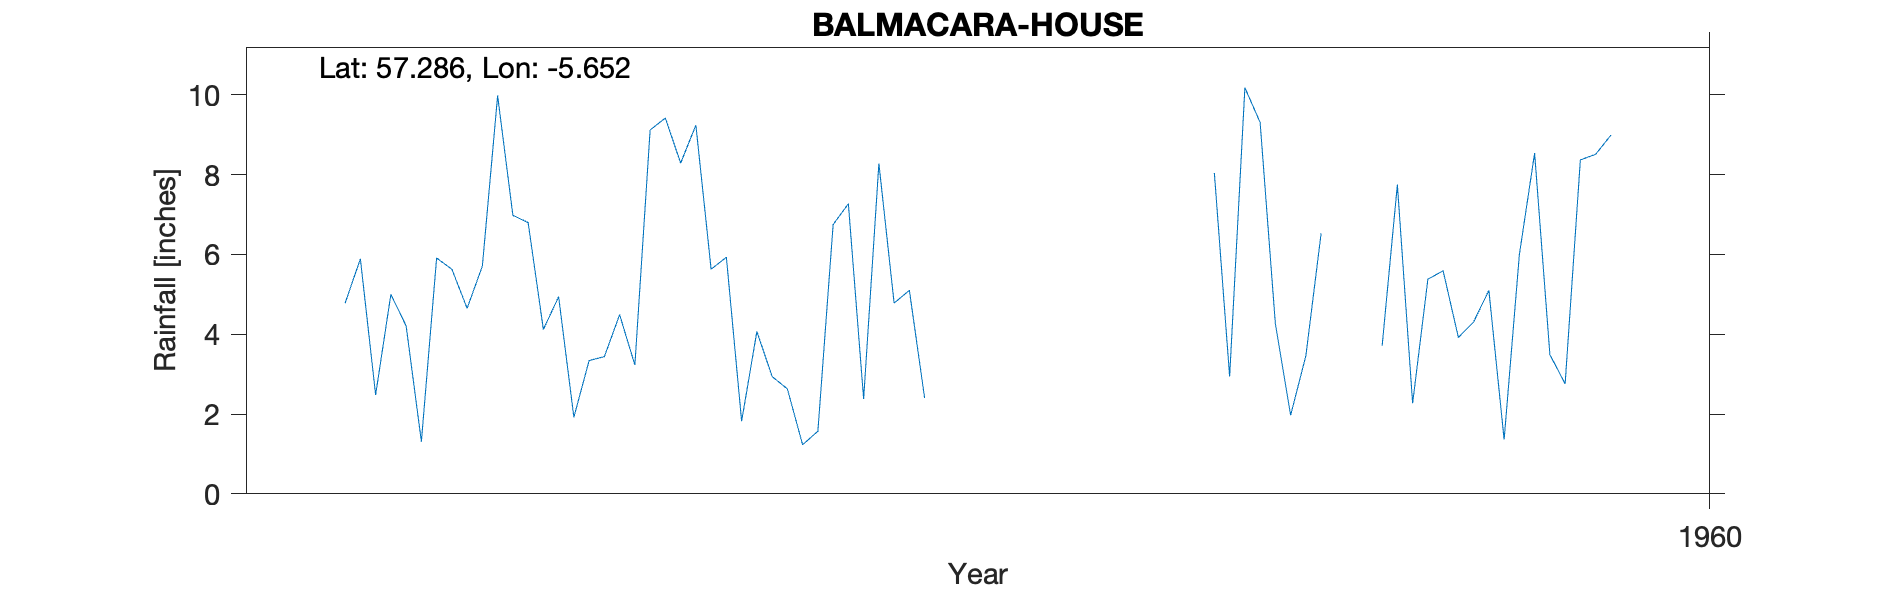 BALMACARA-HOUSE
Lat: 57.286, Lon: -5.652
10
8
6
4
2
0
Rainfall [inches]
1960
Year